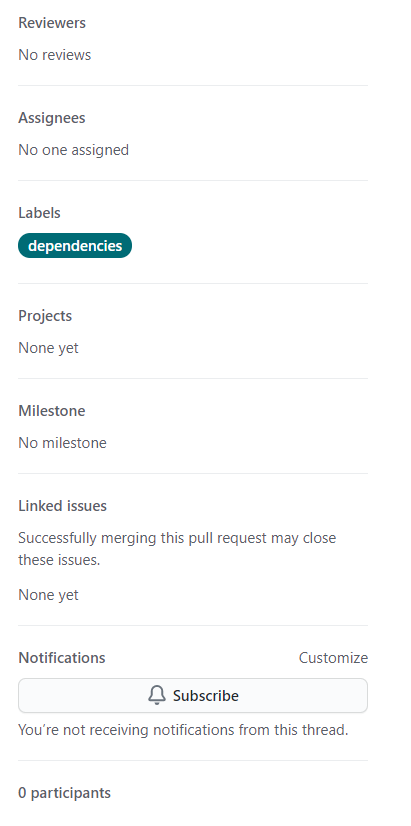 Reviewers
No reviews
Assignees
No one assigned
Labels
dependencies
Projects
None yet
Milestone
No milestone
Linked issues
Successfully merging this pull request may close
these issues.
None yet
Notifications Customize
Subscribe
You’re not receiving notifications from this thread.
0 participants